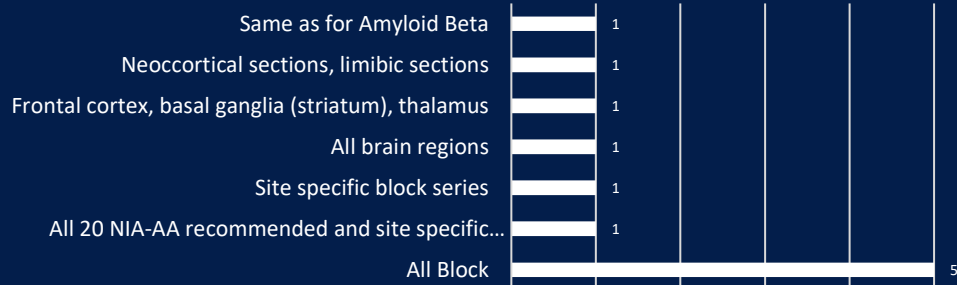 Same as for Amyloid Beta 1
Neoccortical sections, limibic sections 1
Frontal cortex, basal ganglia (striatum), thalamus 1
All brain regions 1
Site specific block series 1
All 20 NIA-AA recommended and site specific... 1
All Block 5